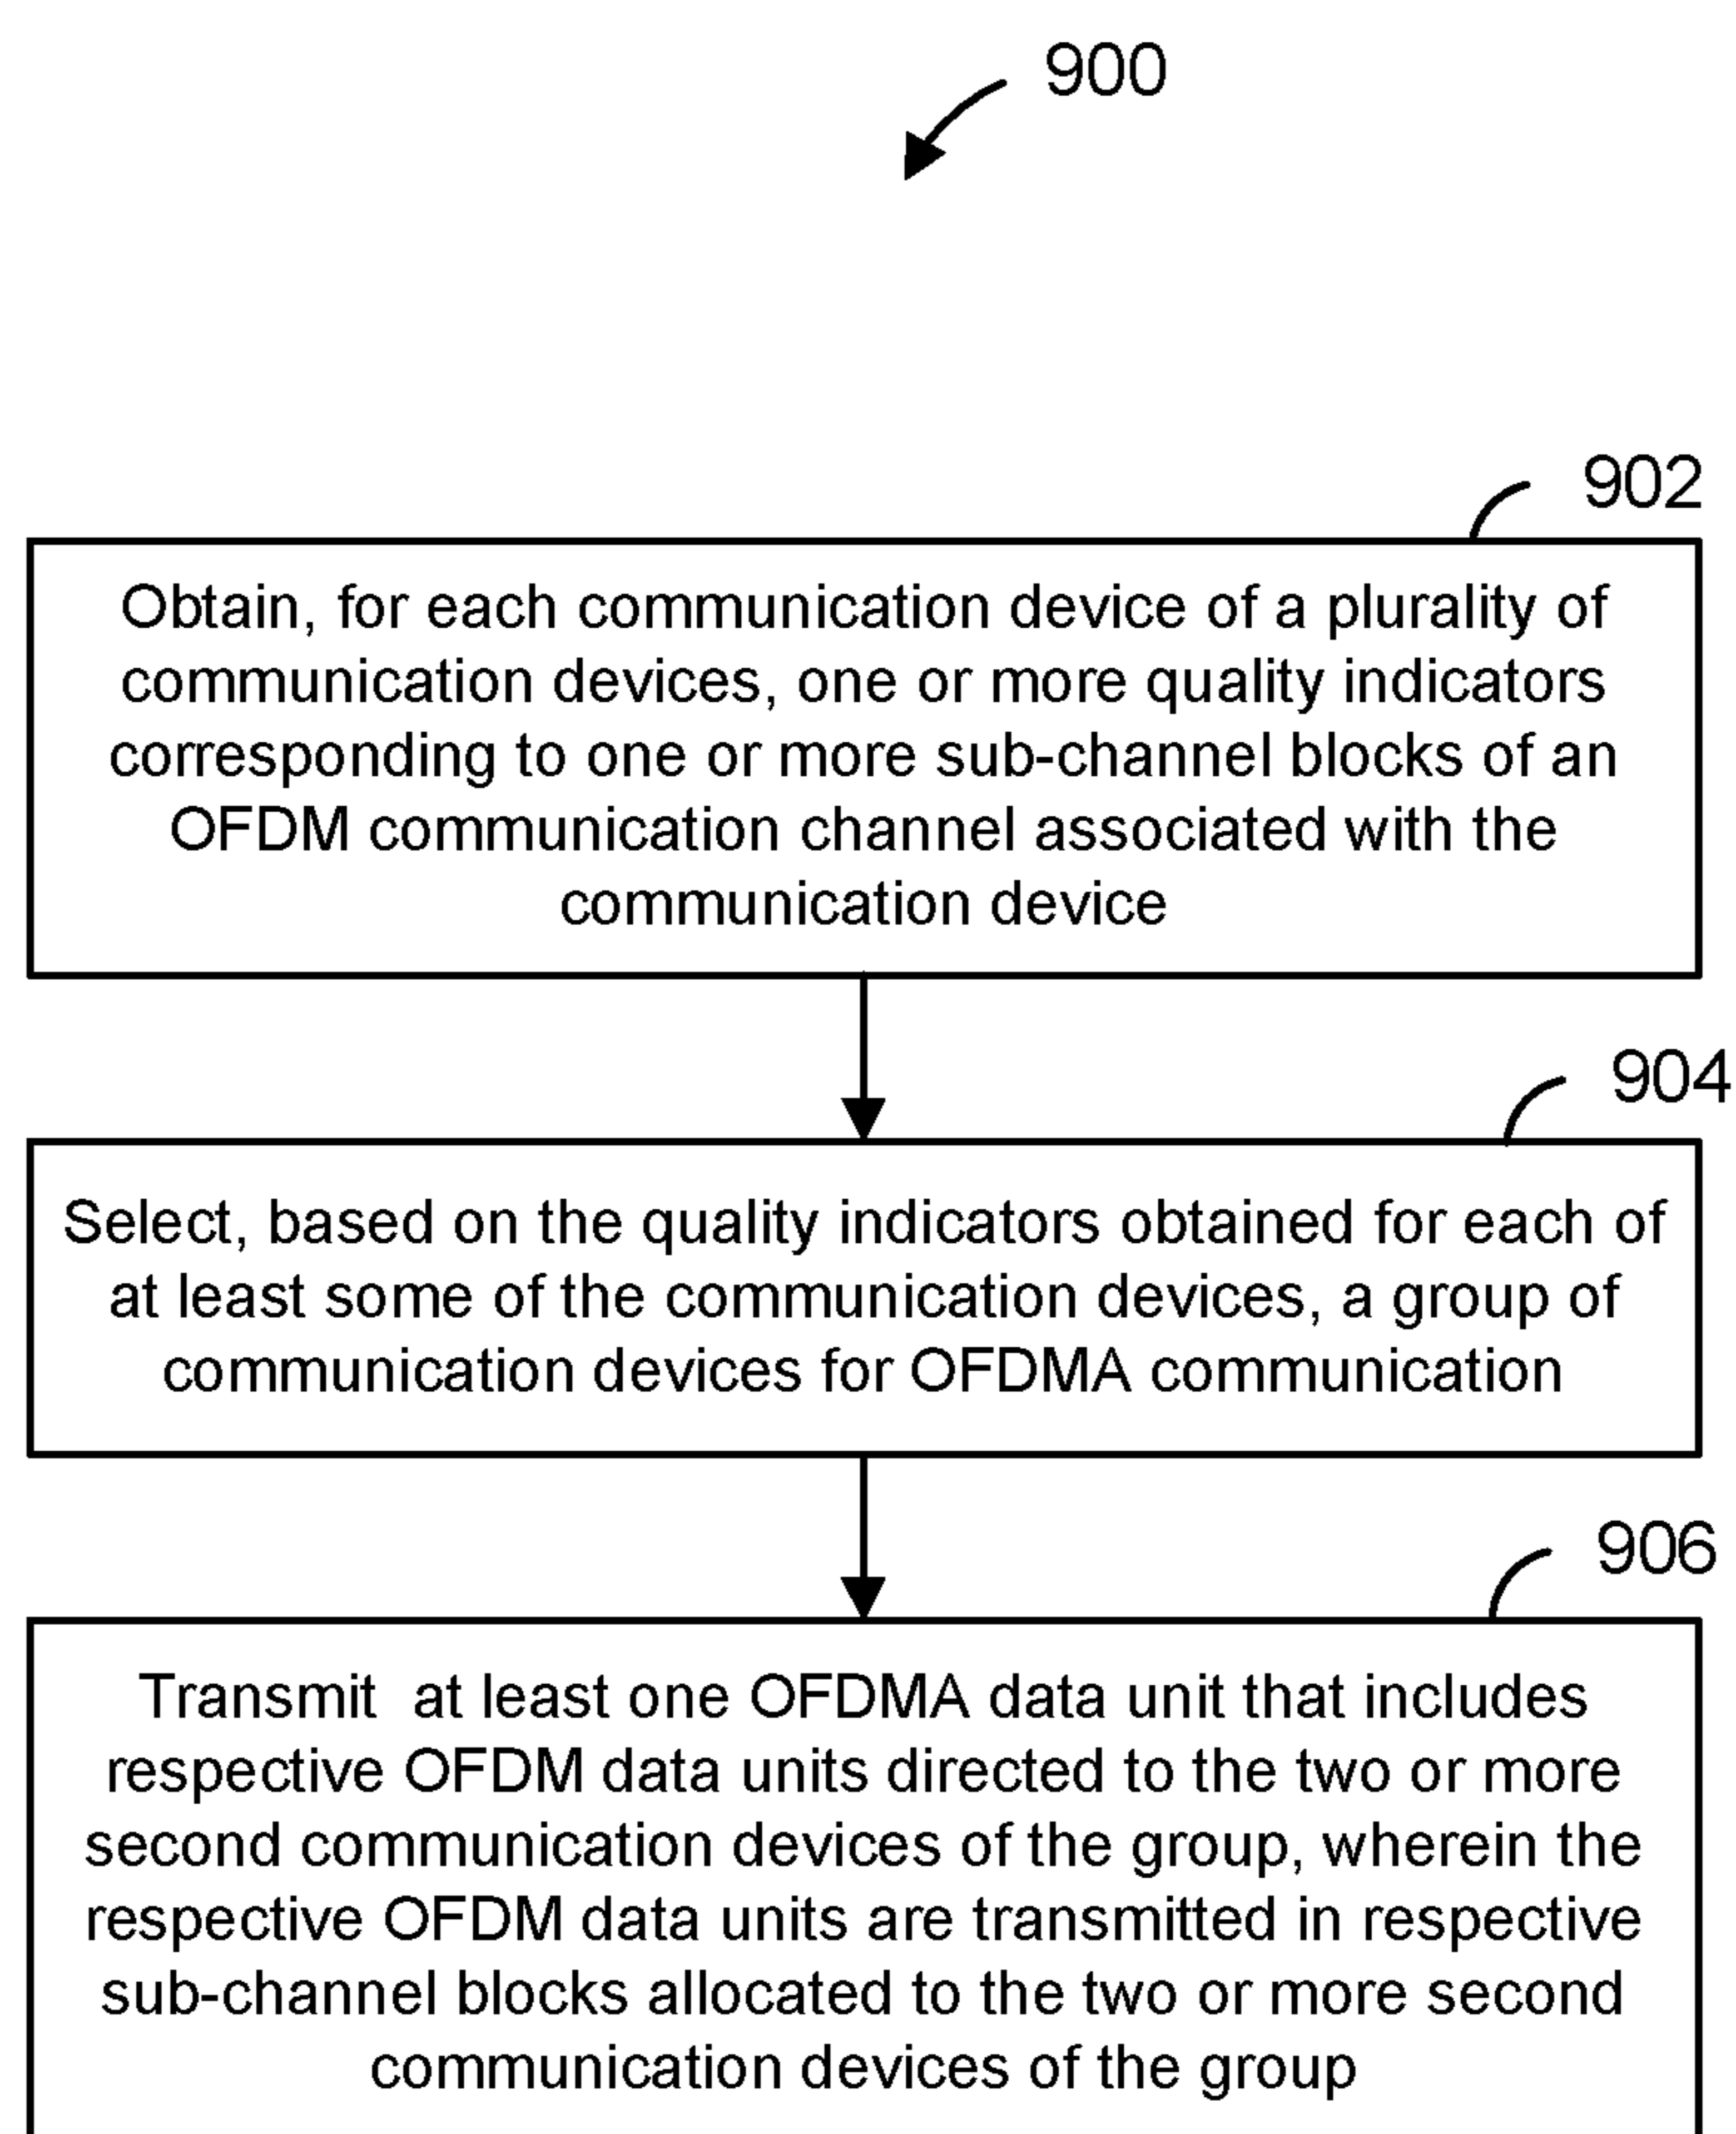 900
902
Obtain, for each communication device of a plurality of
communication devices, one or more quality indicators
corresponding to one or more sub-channel blocks of an
OFDM communication channel associated with the
communication device
904
Select, based on the quality indicators obtained for each of
at least some of the communication devices, a group of
communication devices for OFDMA communication
906
Transmit at least one OFDMA data unit that includes
respective OFDM data units directed to the two or more
second communication devices of the group, wherein the
respective OFDM data units are transmitted in respective
sub-channel blocks allocated to the two or more second
communication devices of the group